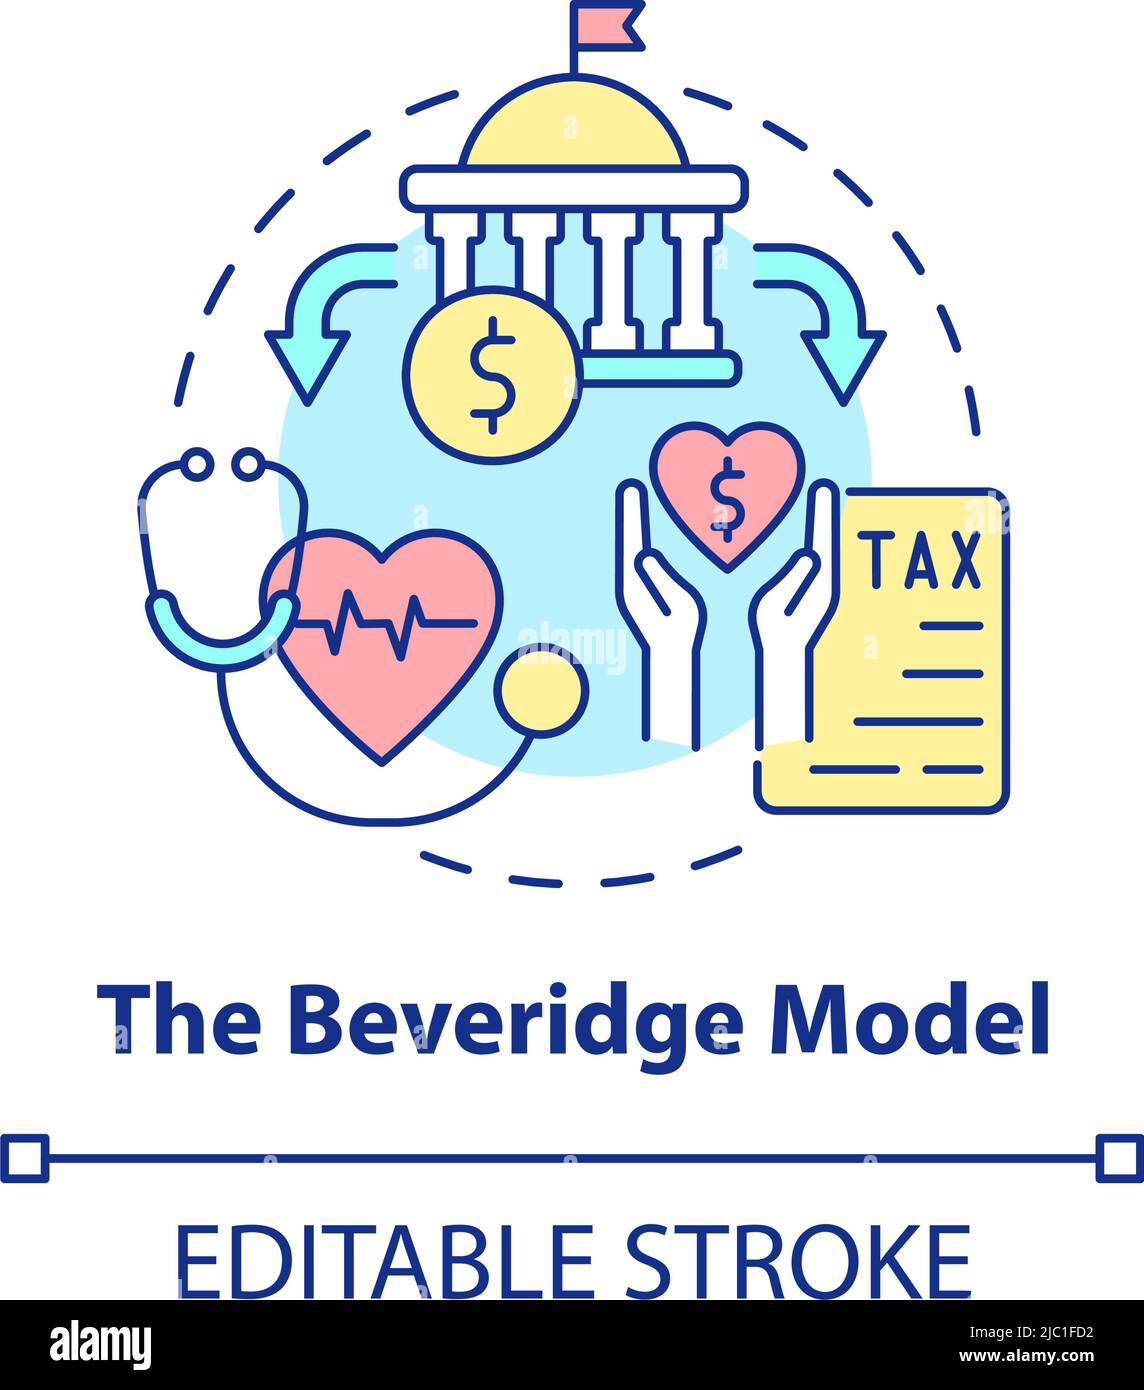 $
$
TAX
The Beveridge Model
EDITABLE STROKE
alamy
Image ID: 2JC1FD2
www.alamy.com